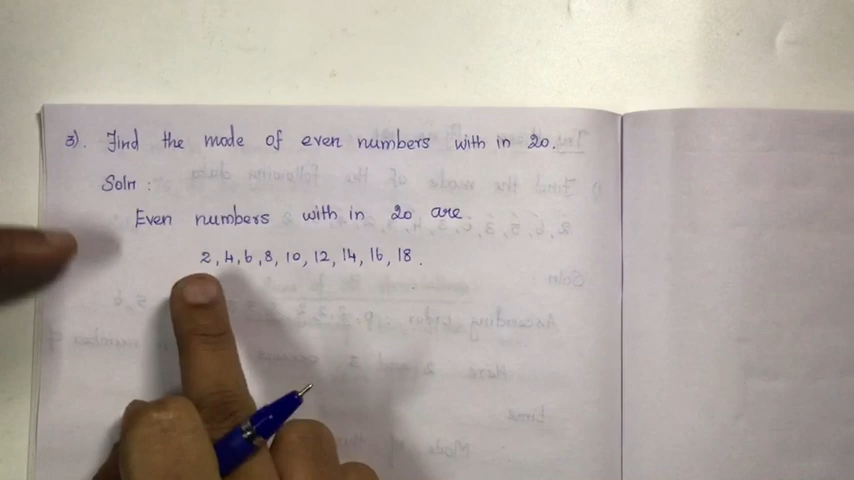 3). Find the mode of even numbers with in 20.
Soln :
Even numbers with in 20 are
2, 4, 6, 8, 10, 12, 14, 16, 18.